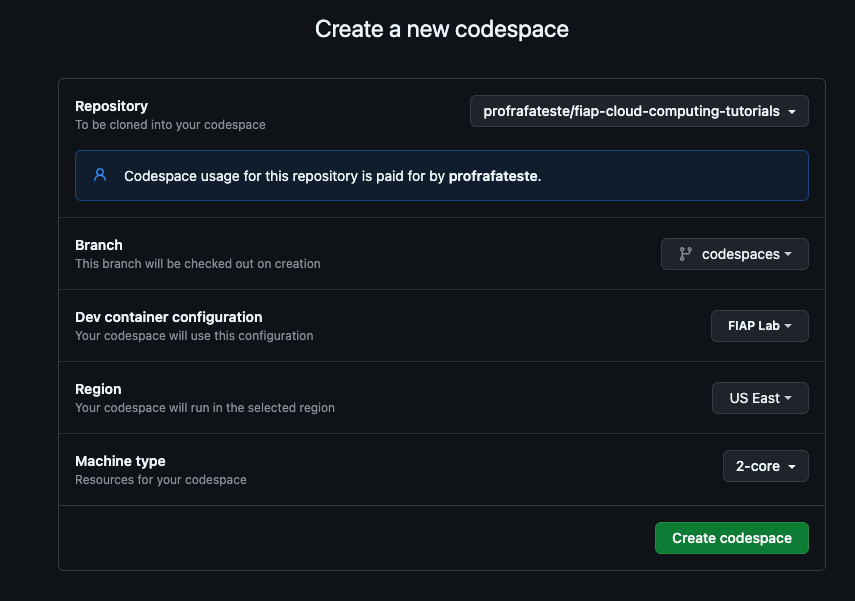 Create a new codespace
Repository
To be cloned into your codespace
profrafateste/fiap-cloud-computing-tutorials
Codespace usage for this repository is paid for by profrafateste.
Branch
This branch will be checked out on creation
codespaces
Dev container configuration
Your codespace will use this configuration
FIAP Lab
Region
Your codespace will run in the selected region
US East
Machine type
Resources for your codespace
2-core
Create codespace